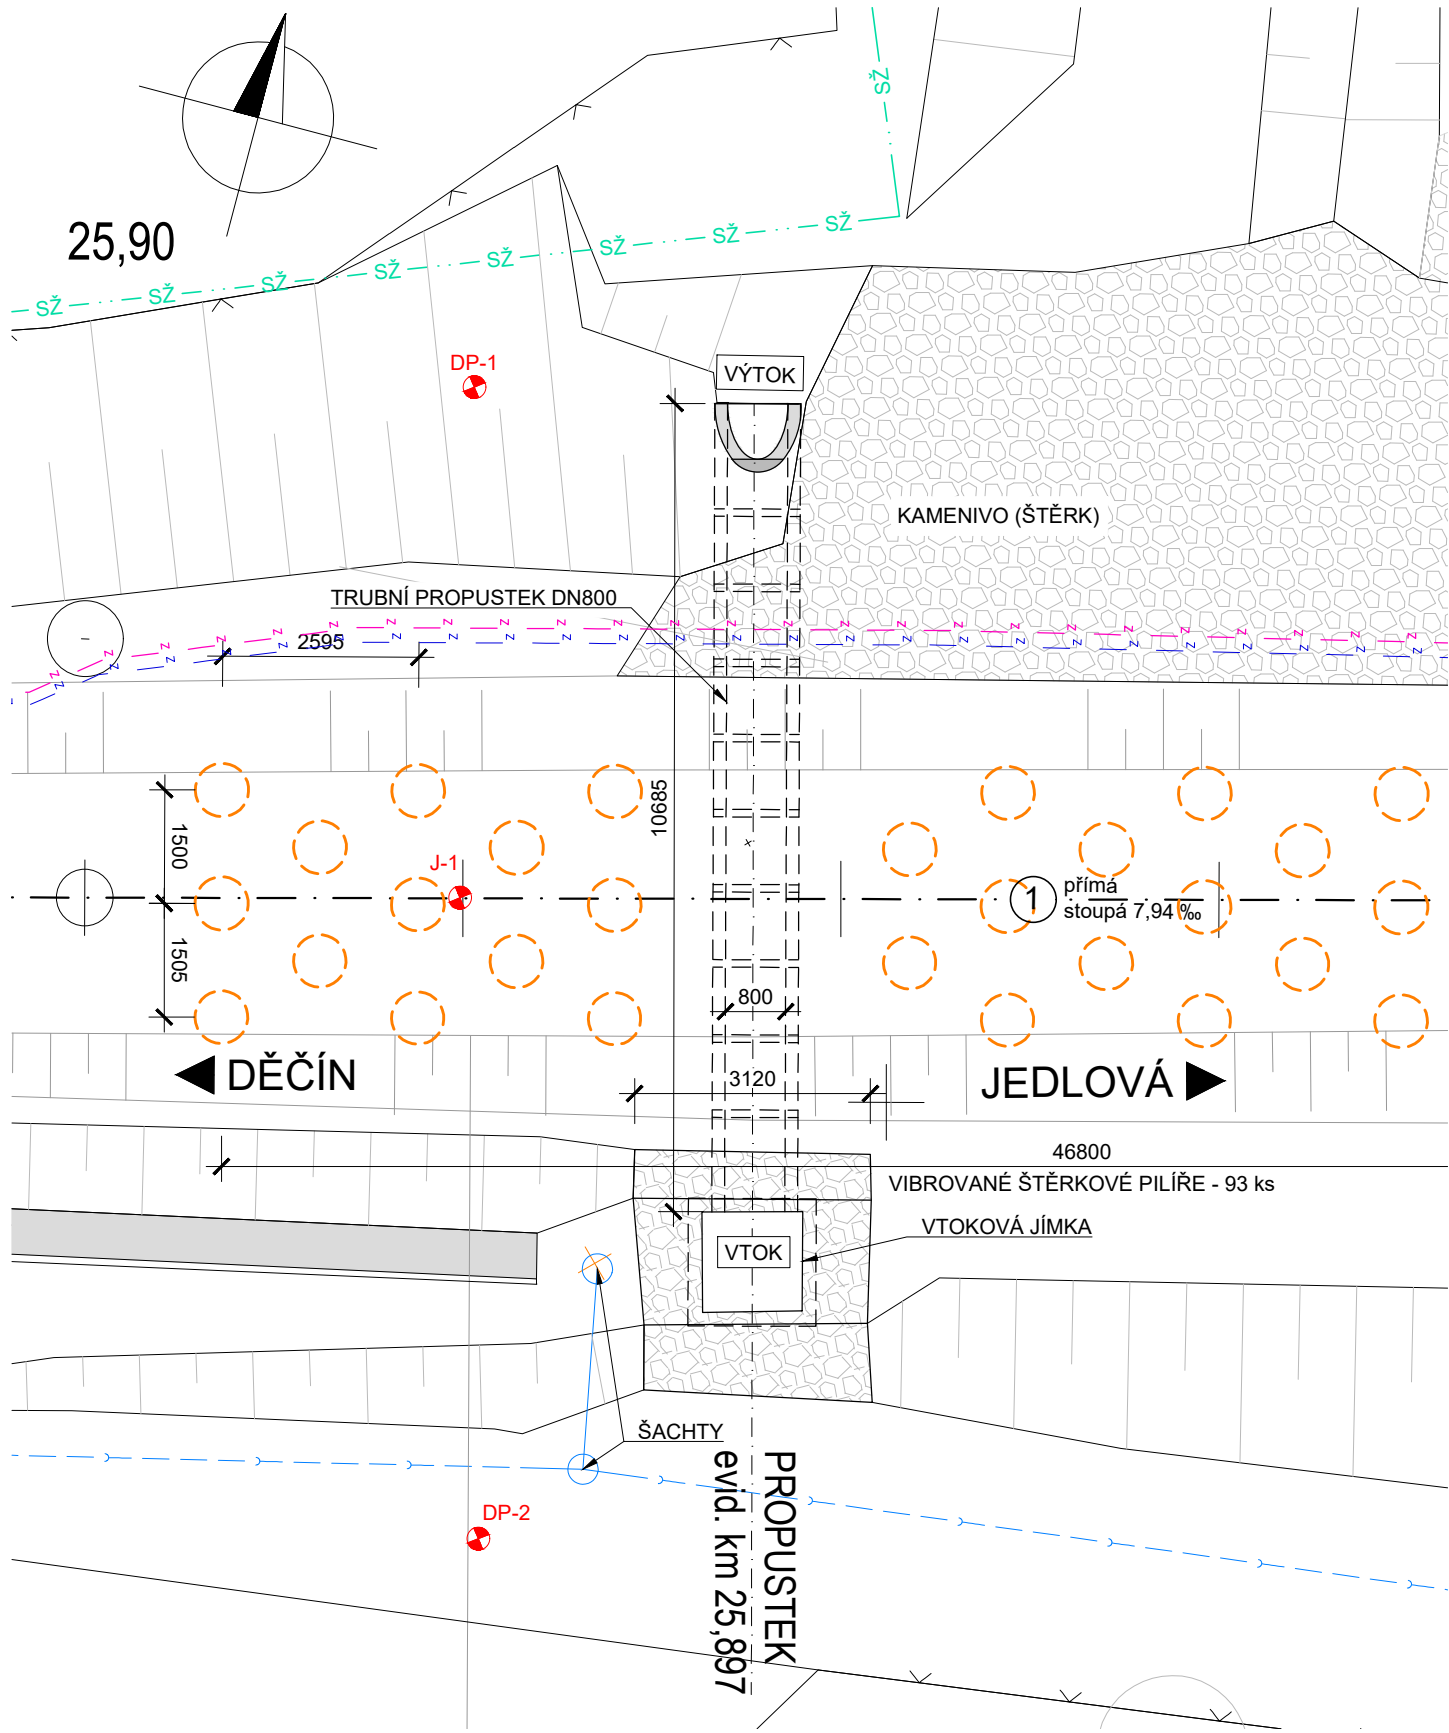 SŽ
25,90
SŽ
SŽ
SŽ
SŽ
SŽ
SŽ
SŽ
SŽ
DP-1
VÝTOK
KAMENIVO (ŠTĚRK)
TRUBNÍ PROPUSTEK DN800
2595
10685
1500
J-1
1
přímá
stoupá 7,94 ‰
1505
800
DĚČÍN
3120
JEDLOVÁ
46800
VIBROVANÉ ŠTĚRKOVÉ PILÍŘE - 93 ks
VTOKOVÁ JÍMKA
VTOK
ŠACHTY
PROPUSTEK
evid. km 25,897
DP-2